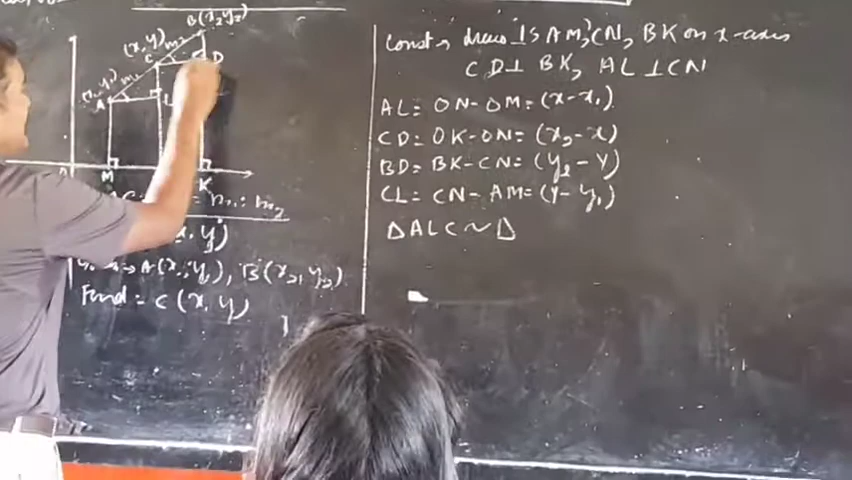 B(x₂ y₂)
(x, y) m₂
C
D
(x₁ y₁) m₁
A
L
M
K
= m₁ : m₂
x, y)
A(x₁, y₁), B(x₂, y₂)
Find = C(x, y)
const → draw ⊥s AM, CN, BK on x-axis
CD ⊥ BK, AL ⊥ CN
AL = ON - OM = (x-x₁)
CD = OK - ON = (x₂-x)
BD = BK - CN = (y₂ - y)
CL = CN - AM = (y - y₁)
ΔALC ~ Δ